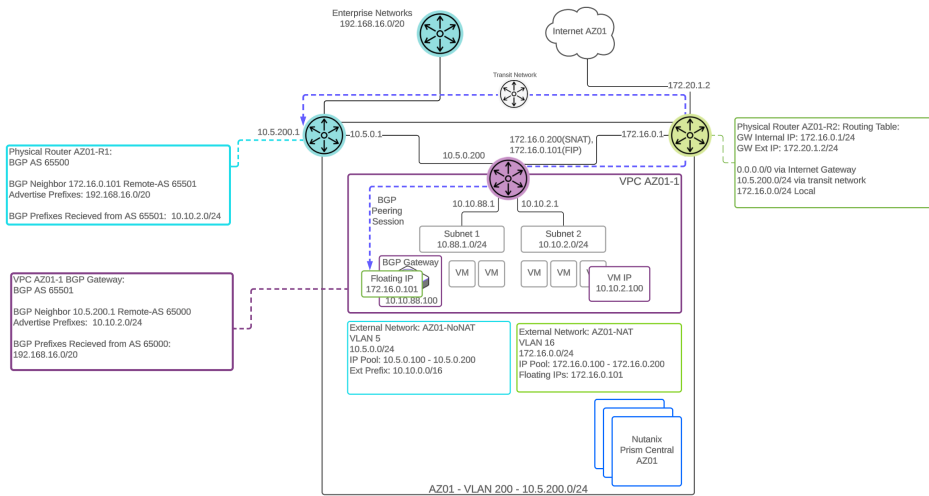 Enterprise Networks
192.168.16.0/20
Internet AZ01
Transit Network
172.20.1.2
10.5.200.1
10.5.0.1
172.16.0.200(SNAT),
172.16.0.101(FIP)
172.16.0.1
10.5.0.200
Physical Router AZ01-R1:
BGP AS 65500
BGP Neighbor 172.16.0.101 Remote-AS 65501
Advertise Prefixes: 192.168.16.0/20
BGP Prefixes Recieved from AS 65501:  10.10.2.0/24
Physical Router AZ01-R2: Routing Table:
GW Internal IP: 172.16.0.1/24
GW Ext IP: 172.20.1.2/24
0.0.0.0/0 via Internet Gateway
10.5.200.0/24 via transit network
172.16.0.0/24 Local
VPC AZ01-1
BGP
Peering
Session
10.10.88.1
10.10.2.1
Subnet 1
10.88.1.0/24
Subnet 2
10.10.2.0/24
BGP Gateway
Floating IP
172.16.0.101
10.10.88.100
VM
VM
VM
VM
VM
VM IP
10.10.2.100
VPC AZ01-1 BGP Gateway:
BGP AS 65501
BGP Neighbor 10.5.200.1 Remote-AS 65000
Advertise Prefixes:  10.10.2.0/24
BGP Prefixes Recieved from AS 65000:
192.168.16.0/20
External Network: AZ01-NoNAT
VLAN 5
10.5.0.0/24
IP Pool: 10.5.0.100 - 10.5.0.200
Ext Prefix: 10.10.0.0/16
External Network: AZ01-NAT
VLAN 16
172.16.0.0/24
IP Pool: 172.16.0.100 - 172.16.0.200
Floating IPs: 172.16.0.101
Nutanix
Prism Central
AZ01
AZ01 - VLAN 200 - 10.5.200.0/24